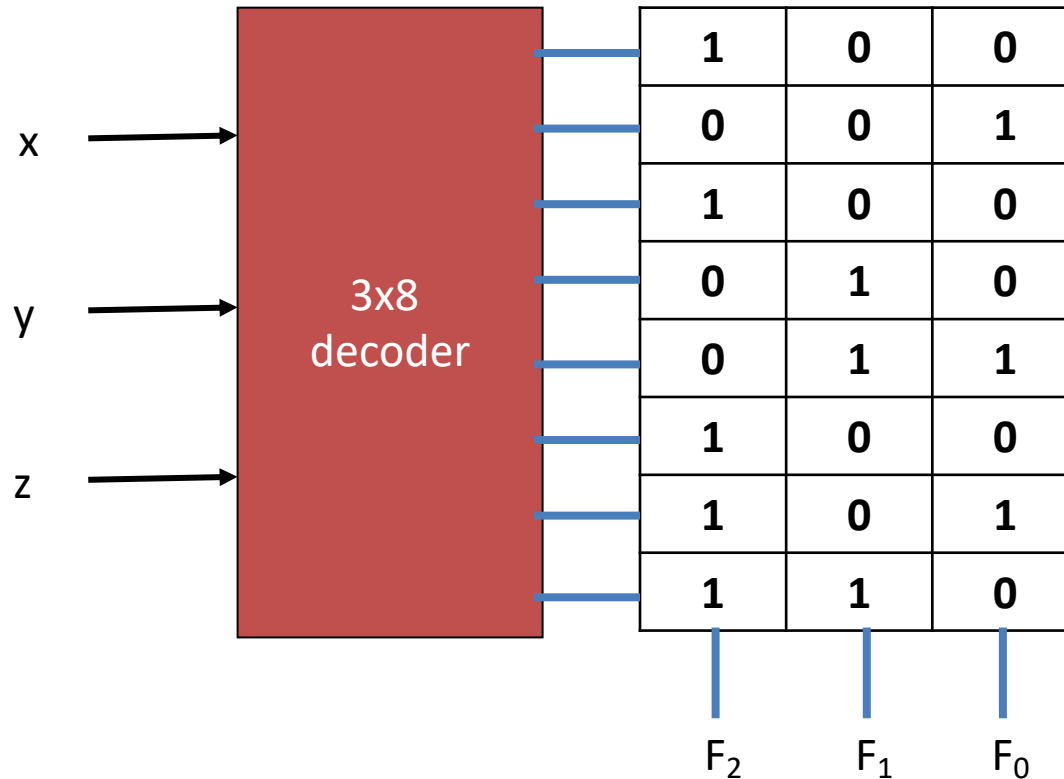 1 0 0
x
0 0 1
1 0 0
3x8
decoder
y
0 1 0
0 1 1
z
1 0 0
1 0 1
1 1 0
F₂ F₁ F₀